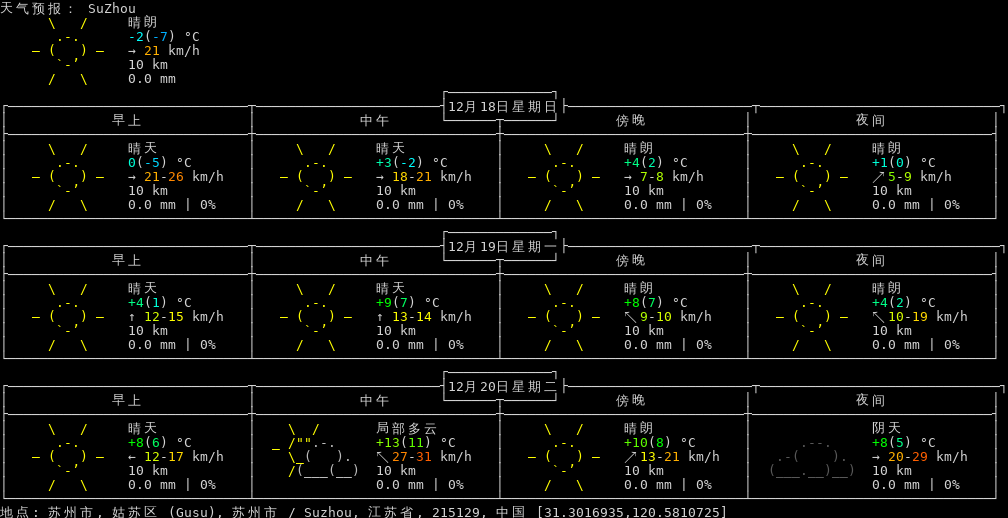 天气预报: SuZhou
晴朗
-2(-7) °C
→ 21 km/h
10 km
0.0 mm
12月18日星期日
早上 中午 傍晚 夜间
晴天 晴天 晴朗 晴朗
0(-5) °C +3(-2) °C +4(2) °C +1(0) °C
→ 21-26 km/h → 18-21 km/h → 7-8 km/h ↗ 5-9 km/h
10 km 10 km 10 km 10 km
0.0 mm | 0% 0.0 mm | 0% 0.0 mm | 0% 0.0 mm | 0%
12月19日星期一
早上 中午 傍晚 夜间
晴天 晴天 晴朗 晴朗
+4(1) °C +9(7) °C +8(7) °C +4(2) °C
↑ 12-15 km/h ↑ 13-14 km/h ↖ 9-10 km/h ↖ 10-19 km/h
10 km 10 km 10 km 10 km
0.0 mm | 0% 0.0 mm | 0% 0.0 mm | 0% 0.0 mm | 0%
12月20日星期二
早上 中午 傍晚 夜间
晴天 局部多云 晴朗 阴天
+8(6) °C +13(11) °C +10(8) °C +8(5) °C
← 12-17 km/h ↖ 27-31 km/h ↗ 13-21 km/h → 20-29 km/h
10 km 10 km 10 km 10 km
0.0 mm | 0% 0.0 mm | 0% 0.0 mm | 0% 0.0 mm | 0%
地点: 苏州市, 姑苏区 (Gusu), 苏州市 / Suzhou, 江苏省, 215129, 中国 [31.3016935,120.5810725]